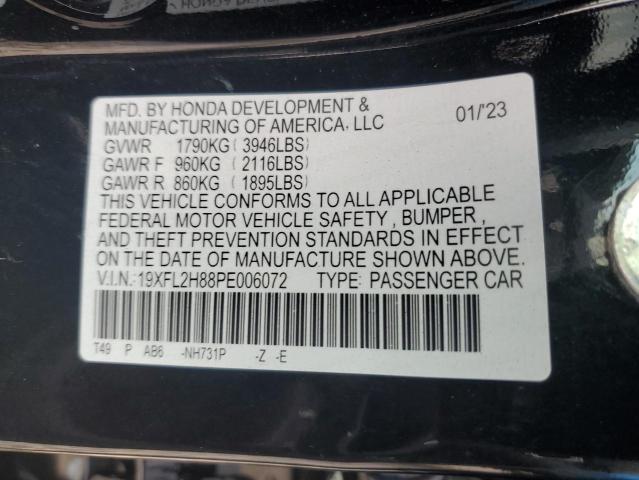 MFD. BY HONDA DEVELOPMENT &
MANUFACTURING OF AMERICA, LLC 01/'23
GVWR 1790KG (3946LBS)
GAWR F 960KG (2116LBS)
GAWR R 860KG (1895LBS)
THIS VEHICLE CONFORMS TO ALL APPLICABLE
FEDERAL MOTOR VEHICLE SAFETY, BUMPER,
AND THEFT PREVENTION STANDARDS IN EFFECT
ON THE DATE OF MANUFACTURE SHOWN ABOVE.
V.I.N.:19XFL2H88PE006072 TYPE: PASSENGER CAR
T49 P AB6 -NH731P -Z -E